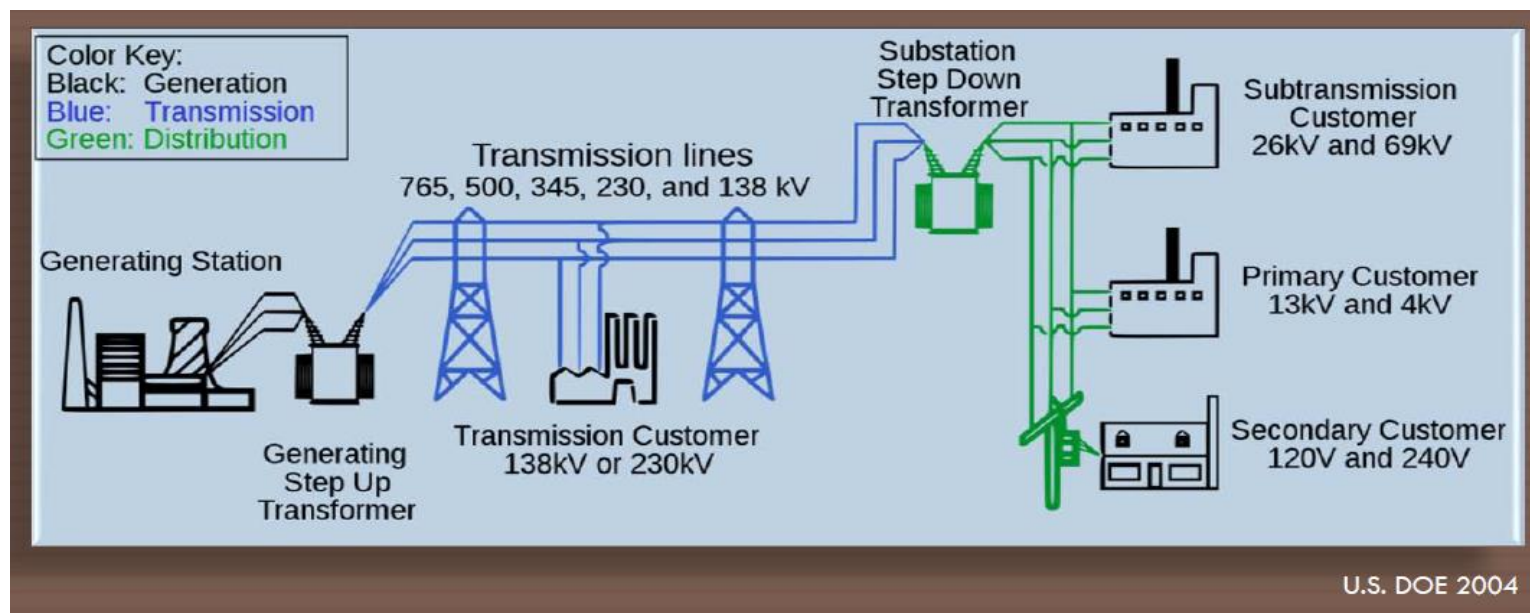 Color Key:
Black: Generation
Blue: Transmission
Green: Distribution
Generating Station
Generating
Step Up
Transformer
Transmission lines
765, 500, 345, 230, and 138 kV
Transmission Customer
138kV or 230kV
Substation
Step Down
Transformer
Subtransmission
Customer
26kV and 69kV
Primary Customer
13kV and 4kV
Secondary Customer
120V and 240V
U.S. DOE 2004